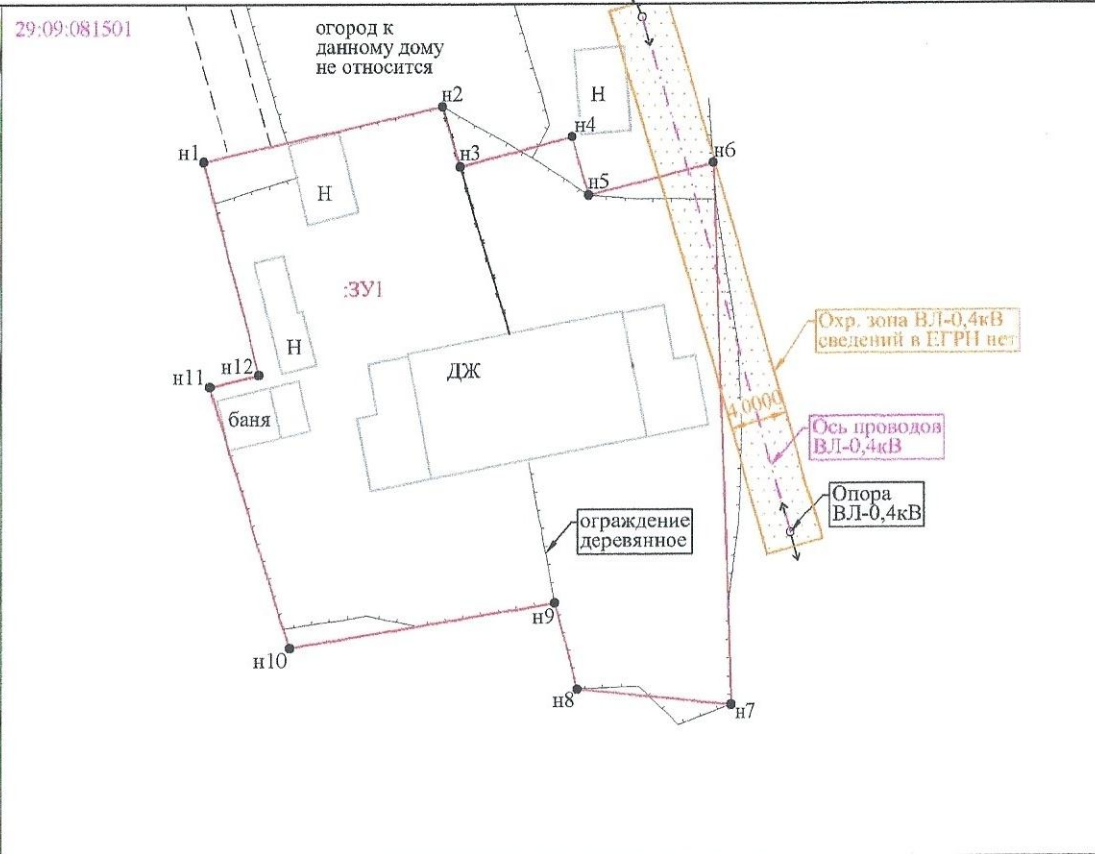 29:09:081501
огород к
данному дому
не относится
н2
Н
н4
н1
н3
н6
н5
Н
:ЗУ1
Охр. зона ВЛ-0,4кВ
сведений в ЕГРН нет
Н
н12
н11
ДЖ
баня
4,0000
Ось проводов
ВЛ-0,4кВ
Опора
ВЛ-0,4кВ
ограждение
деревянное
н9
н10
н8
н7